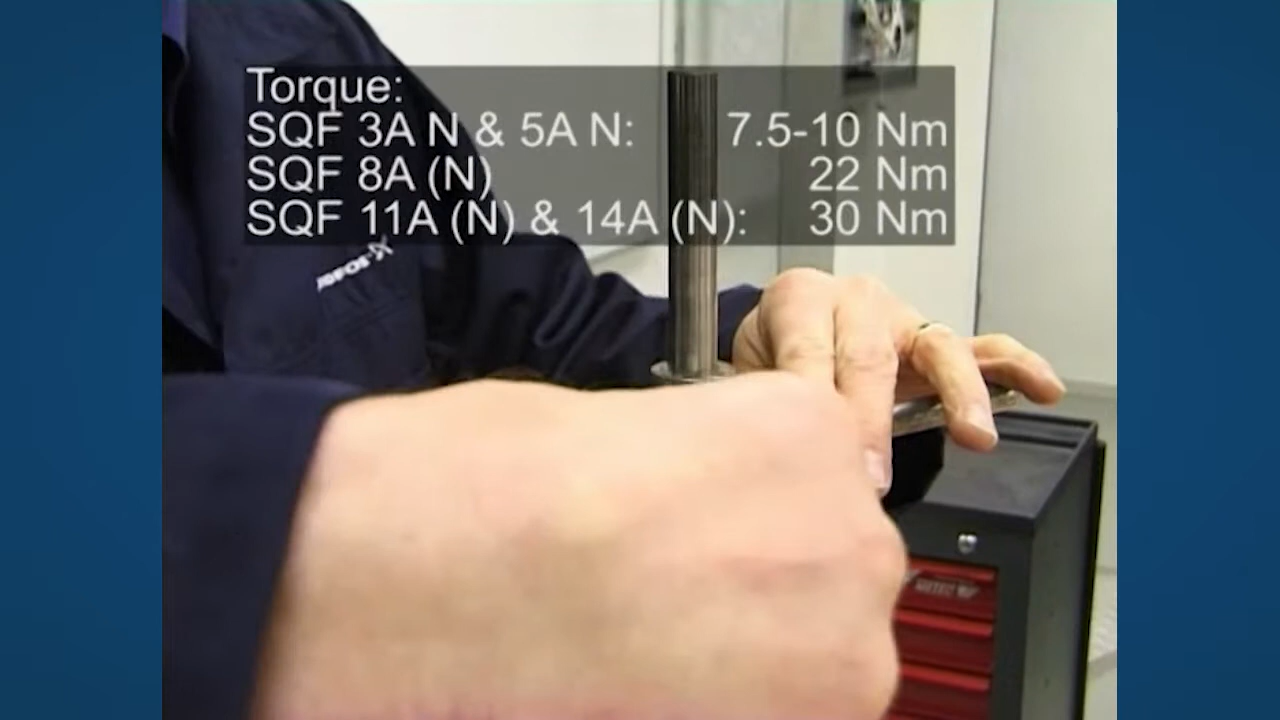 Torque:
SQF 3A N & 5A N: 7.5-10 Nm
SQF 8A (N) 22 Nm
SQF 11A (N) & 14A (N): 30 Nm